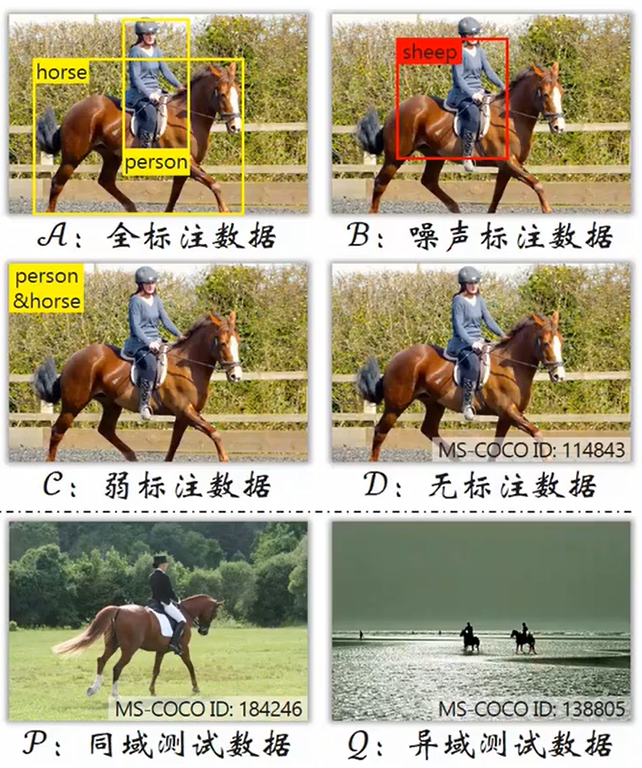 horse
person
sheep
A: 全标注数据
B: 噪声标注数据
person
&horse
MS-COCO ID: 114843
C: 弱标注数据
D: 无标注数据
MS-COCO ID: 184246
MS-COCO ID: 138805
P: 同域测试数据
Q: 异域测试数据